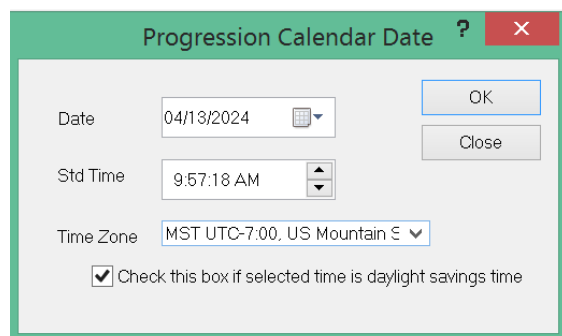 Progression Calendar Date ?
OK
Date 04/13/2024
Close
Std Time 9:57:18 AM
Time Zone MST UTC-7:00, US Mountain S
Check this box if selected time is daylight savings time